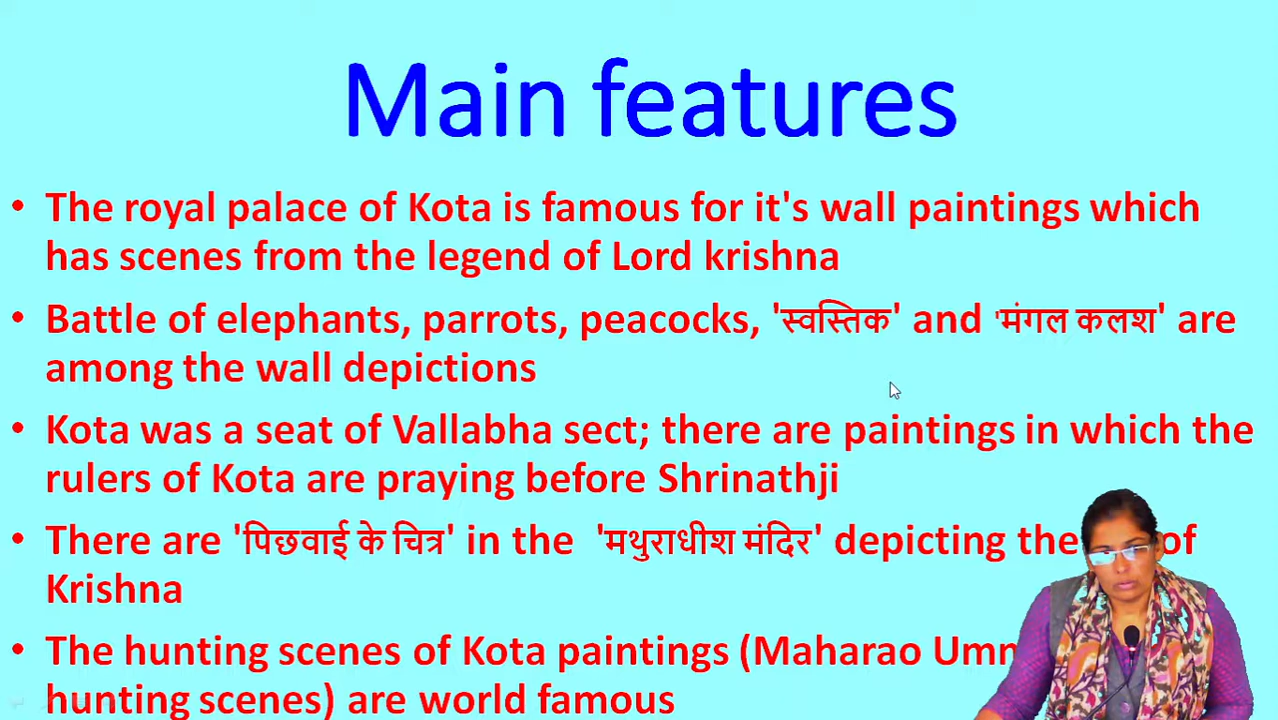 Main features
• The royal palace of Kota is famous for it's wall paintings which
has scenes from the legend of Lord krishna
• Battle of elephants, parrots, peacocks, 'स्वस्तिक' and 'मंगल कलश' are
among the wall depictions
• Kota was a seat of Vallabha sect; there are paintings in which the
rulers of Kota are praying before Shrinathji
• There are 'पिछवाई के चित्र' in the 'मथुराधीश मंदिर' depicting the of
Krishna
• The hunting scenes of Kota paintings (Maharao
hunting scenes) are world famous